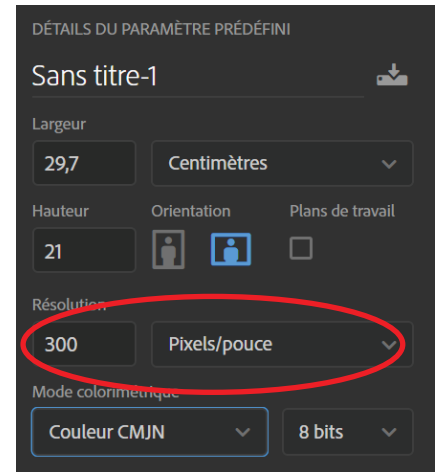 DÉTAILS DU PARAMÈTRE PRÉDÉFINI
Sans titre-1
Largeur
29,7 Centimètres
Hauteur Orientation Plans de travail
21
Résolution
300 Pixels/pouce
Mode colorimétrique
Couleur CMJN 8 bits